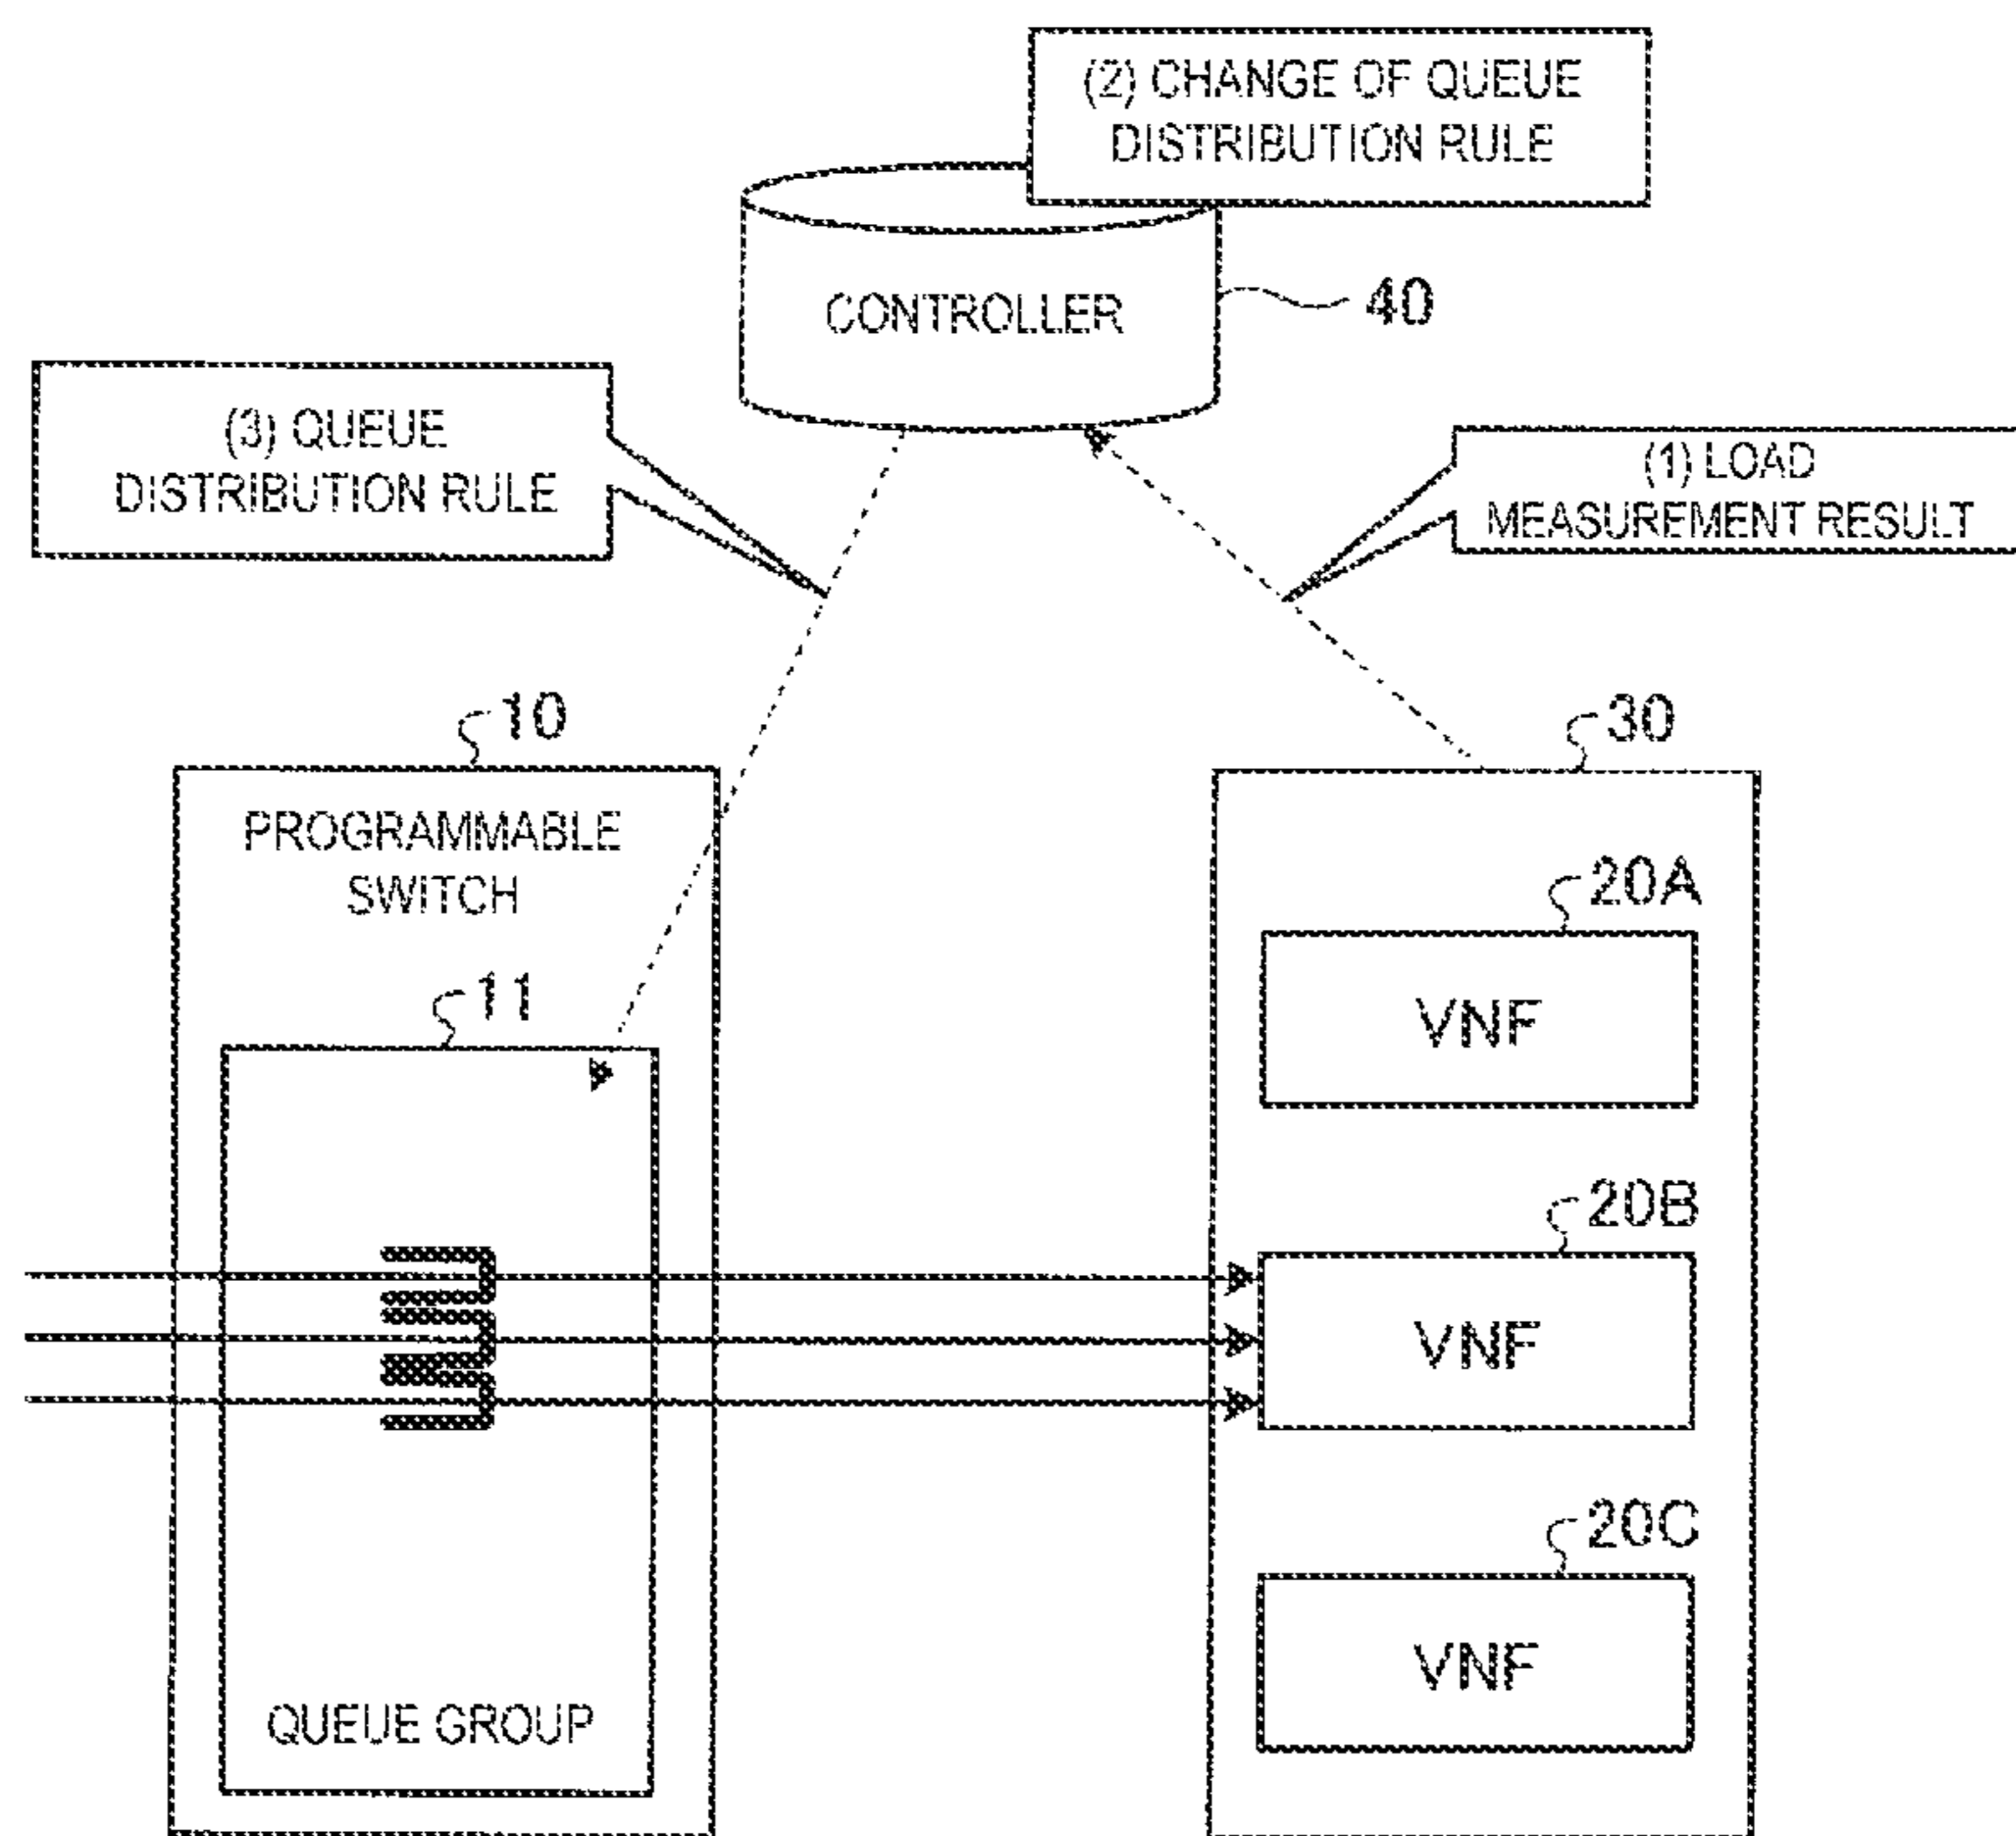 (2) CHANGE OF QUEUE
DISTRIBUTION RULE
CONTROLLER
40
(3) QUEUE
DISTRIBUTION RULE
(1) LOAD
MEASUREMENT RESULT
10
PROGRAMMABLE
SWITCH
11
QUEUE GROUP
30
20A
VNF
20B
VNF
20C
VNF